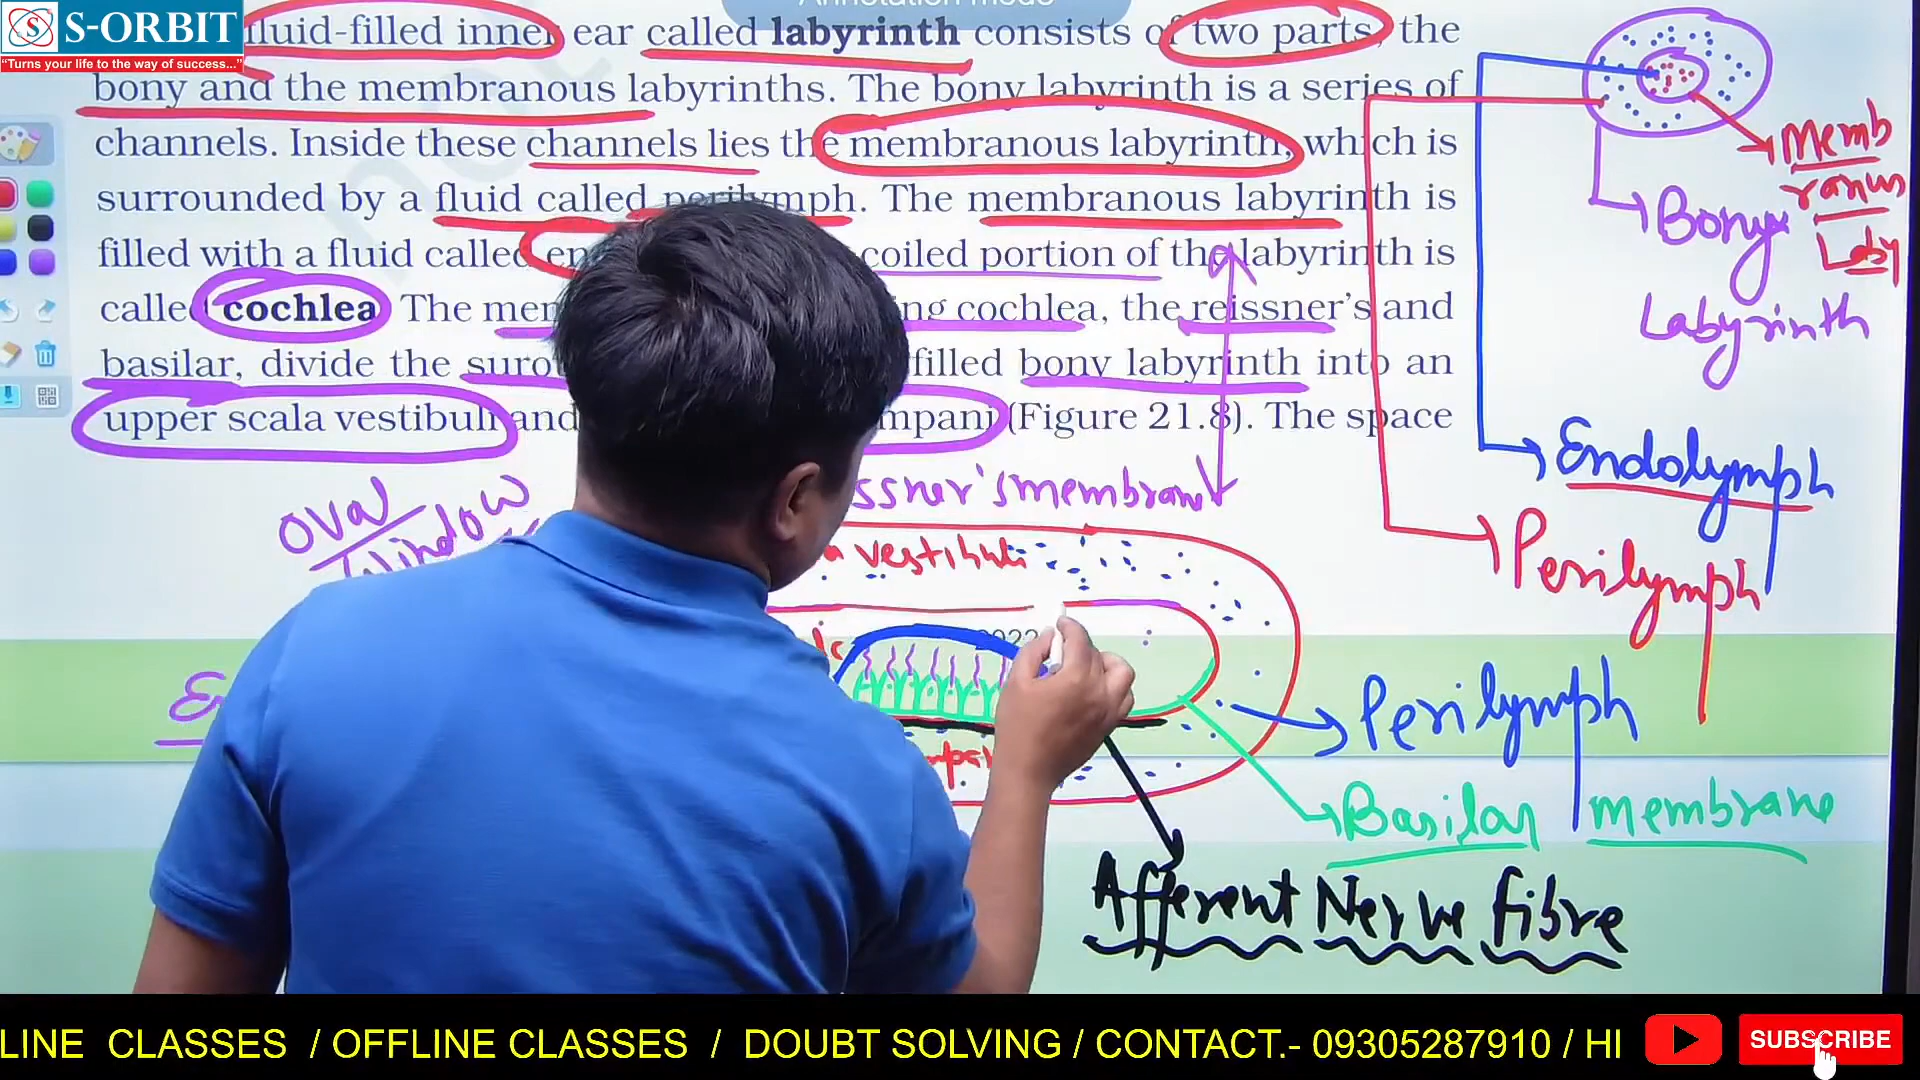 Annotation mode
S S-ORBIT
"Turns your life to the way of success..."
fluid-filled inner ear called labyrinth consists of two parts, the
bony and the membranous labyrinths. The bony labyrinth is a series of
channels. Inside these channels lies the membranous labyrinth, which is
surrounded by a fluid called perilymph. The membranous labyrinth is
filled with a fluid called coiled portion of the labyrinth is
called cochlea The cochlea, the reissner's and
basilar, divide the filled bony labyrinth into an
upper scala vestibuli and (Figure 21.8). The space
Memb
ranus
Laby
Bony
Labyrinth
Endolymph
Perilymph
Oval
Window
ssner's membran
vestibuli
Perilymph
Basilar membrane
Afferent Nerve fibre
LINE CLASSES / OFFLINE CLASSES / DOUBT SOLVING / CONTACT.- 09305287910 / HI
SUBSCRIBE